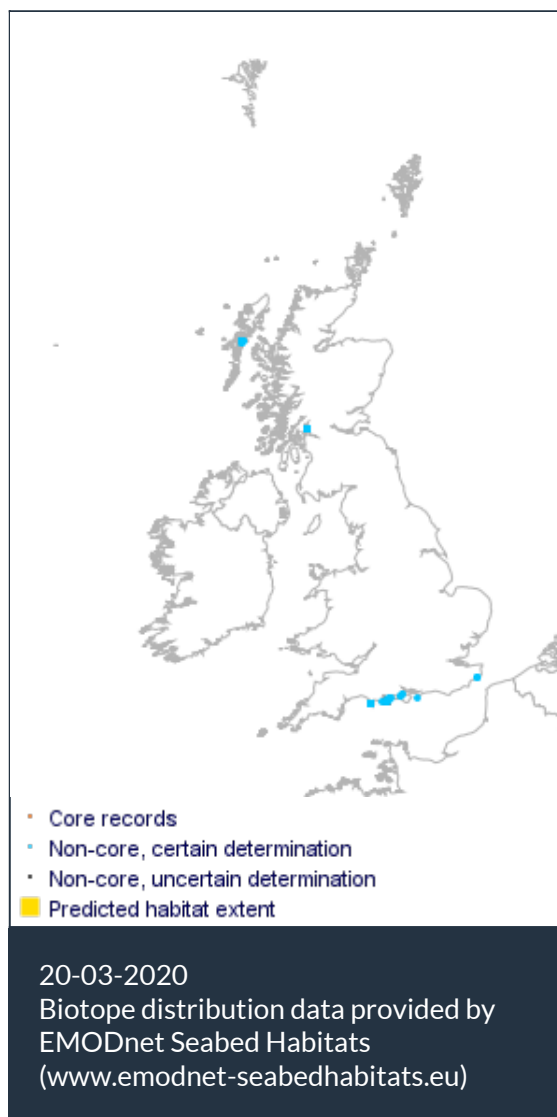 Core records
Non-core, certain determination
Non-core, uncertain determination
Predicted habitat extent
20-03-2020
Biotope distribution data provided by
EMODnet Seabed Habitats
(www.emodnet-seabedhabitats.eu)